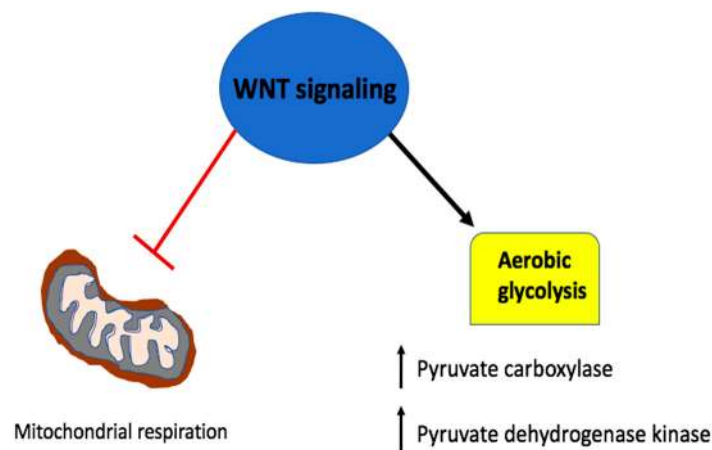 WNT signaling
Aerobic
glycolysis
Pyruvate carboxylase
Mitochondrial respiration
Pyruvate dehydrogenase kinase